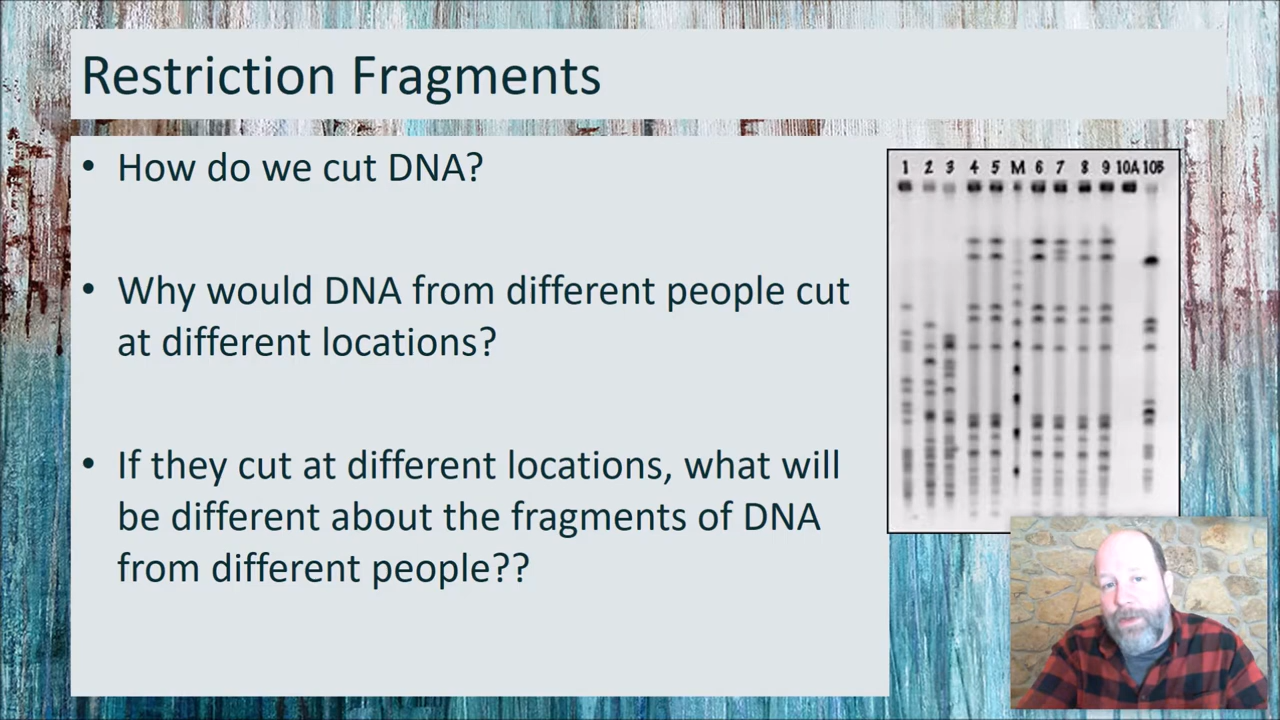 Restriction Fragments
• How do we cut DNA?
• Why would DNA from different people cut
at different locations?
• If they cut at different locations, what will
be different about the fragments of DNA
from different people??
1 2 3 4 5 M 6 7 8 9 10A 10B